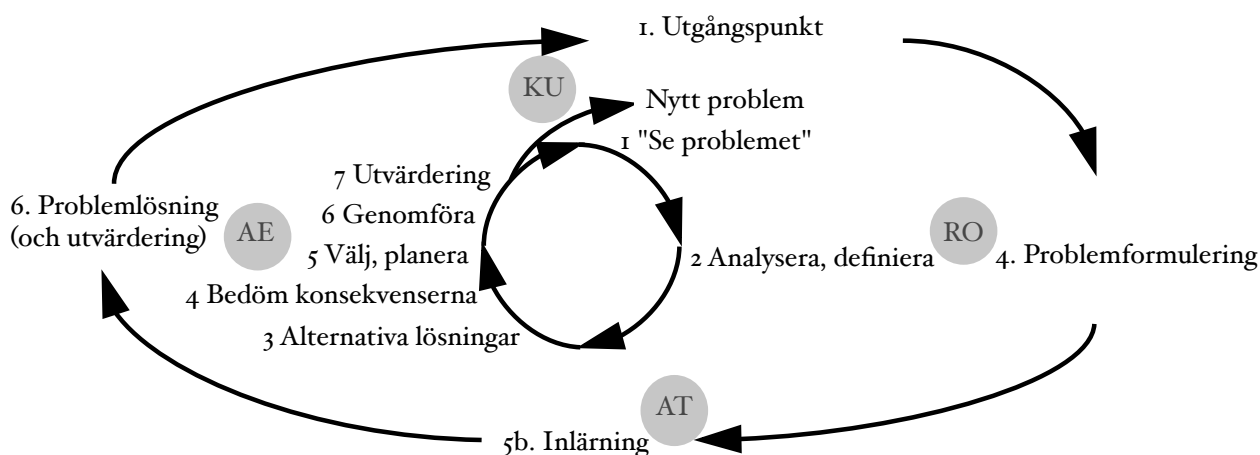 1. Utgångspunkt
KU
Nytt problem
1 "Se problemet"
7 Utvärdering
6. Problemlösning
(och utvärdering)
AE
6 Genomföra
5 Välj, planera
2 Analysera, definiera
RO
4. Problemformulering
4 Bedöm konsekvenserna
3 Alternativa lösningar
AT
5b. Inlärning